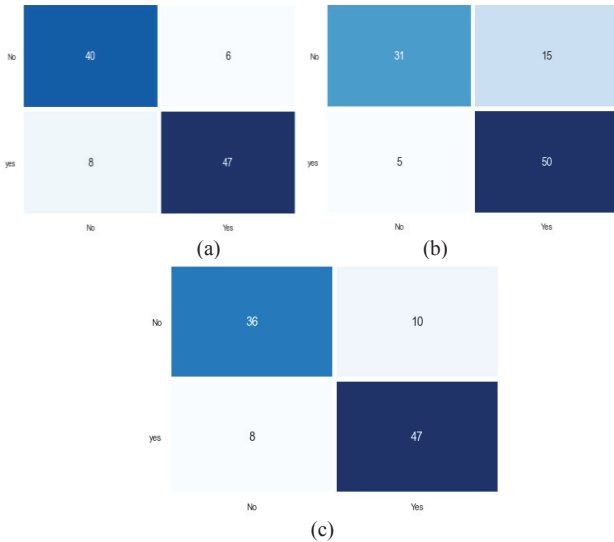 No 40 6
yes 8 47
No Yes
(a)
No 31 15
yes 5 50
No Yes
(b)
No 36 10
yes 8 47
No Yes
(c)